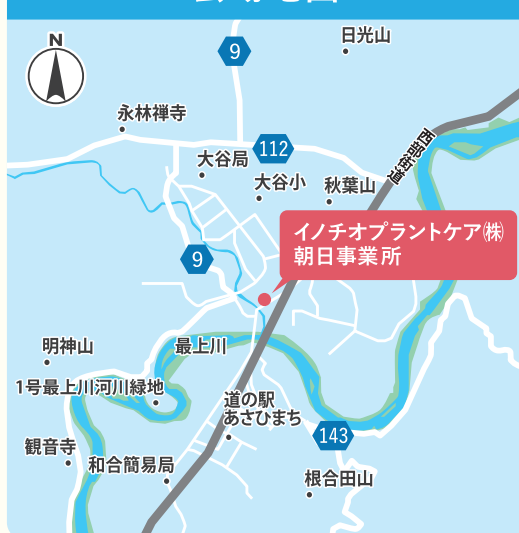 日光山
N
9
永林禅寺
112
西部街道
大谷局
大谷小
秋葉山
イノチオプラントケア㈱
朝日事業所
9
明神山
最上川
1号最上川河川緑地
道の駅
あさひまち
143
観音寺
和合簡易局
根合田山